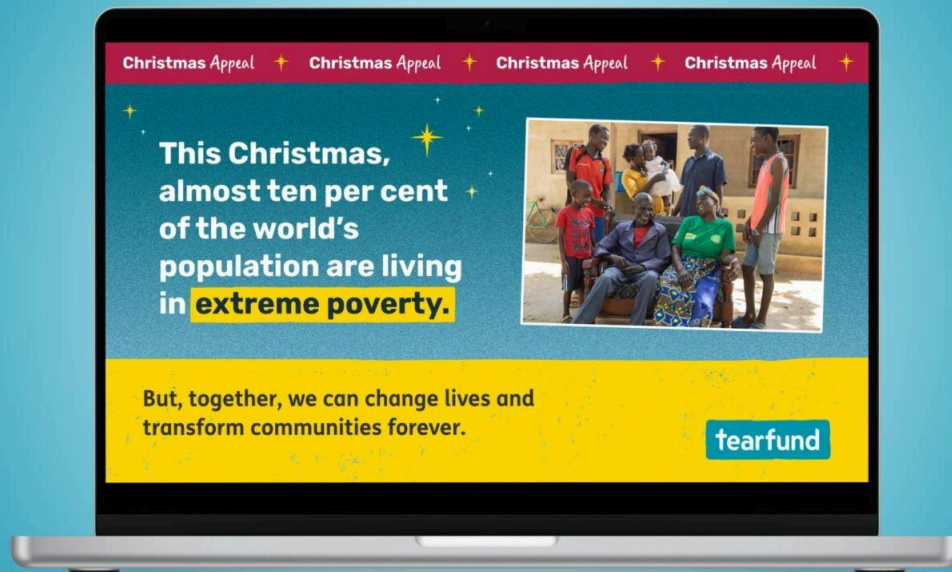 Christmas Appeal Christmas Appeal Christmas Appeal Christmas Appeal
This Christmas,
almost ten per cent
of the world's
population are living
in extreme poverty.
But, together, we can change lives and
transform communities forever.
tearfund